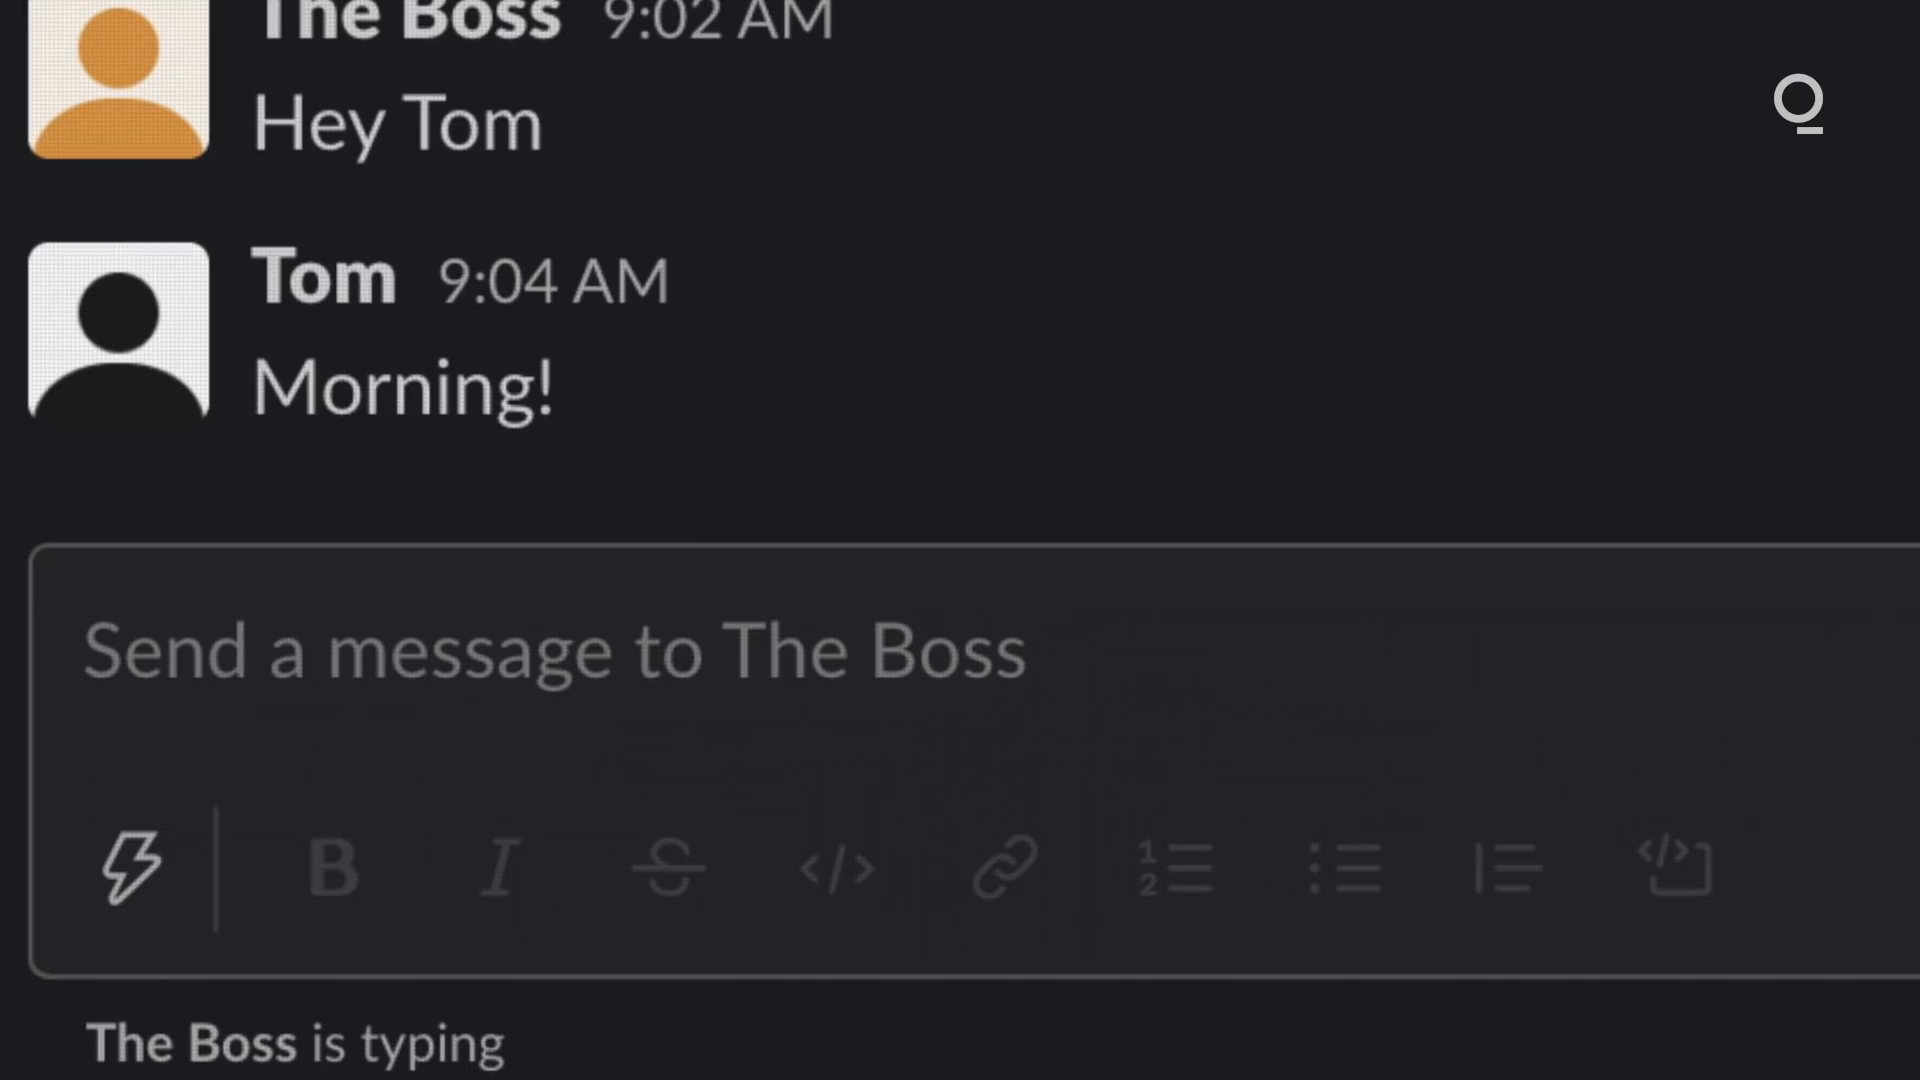 The Boss 9:02 AM
Hey Tom
Tom 9:04 AM
Morning!
Send a message to The Boss
The Boss is typing